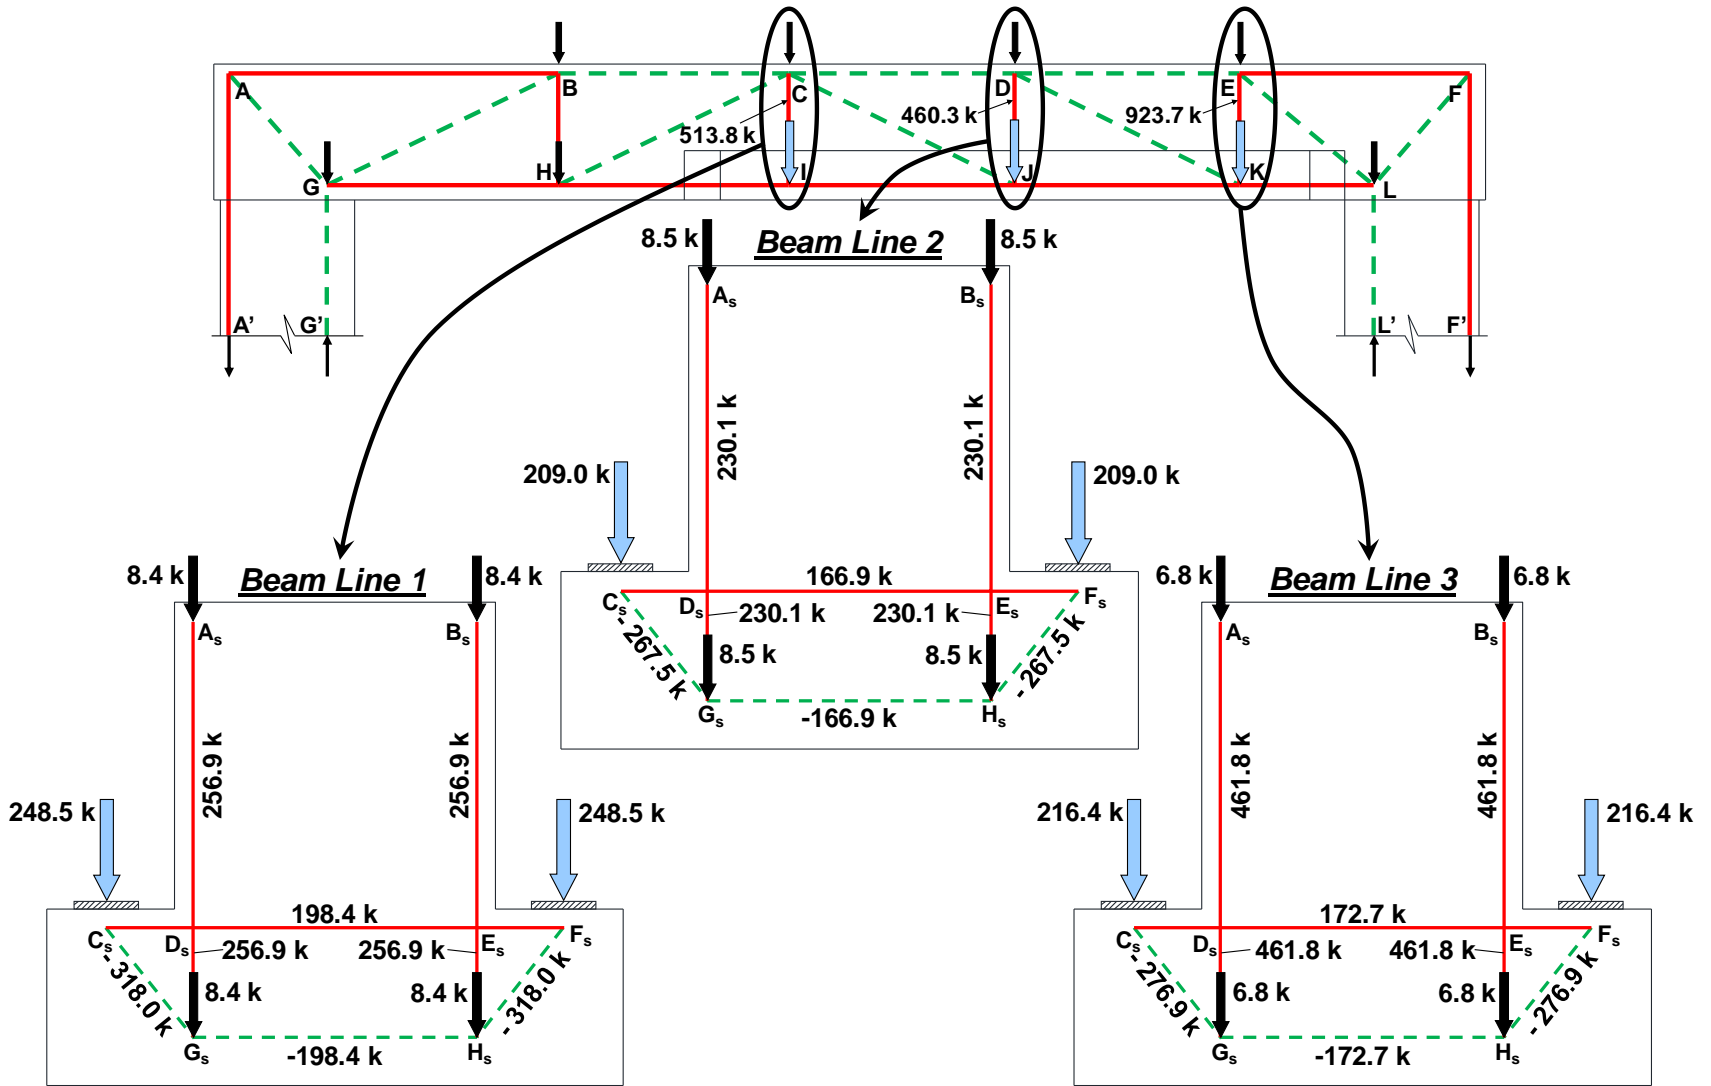 A
B
C
D
E
F
513.8 k
460.3 k
923.7 k
G
H
I
J
K
L
A'
G'
L'
F'
Beam Line 2
8.5 k
8.5 k
As
Bs
230.1 k
230.1 k
209.0 k
209.0 k
166.9 k
Cs
Ds
230.1 k
230.1 k
Es
Fs
- 267.5 k
8.5 k
8.5 k
- 267.5 k
Gs
-166.9 k
Hs
Beam Line 1
8.4 k
8.4 k
As
Bs
256.9 k
256.9 k
248.5 k
248.5 k
198.4 k
Cs
Ds
256.9 k
256.9 k
Es
Fs
- 318.0 k
8.4 k
8.4 k
- 318.0 k
Gs
-198.4 k
Hs
Beam Line 3
6.8 k
6.8 k
As
Bs
461.8 k
461.8 k
216.4 k
216.4 k
172.7 k
Cs
Ds
461.8 k
461.8 k
Es
Fs
- 276.9 k
6.8 k
6.8 k
- 276.9 k
Gs
-172.7 k
Hs